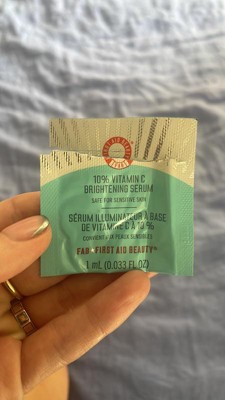 FIRST AID BEAUTY
10% VITAMIN C
BRIGHTENING SERUM
SAFE FOR SENSITIVE SKIN
SÉRUM ILLUMINATEUR À BASE
DE VITAMINE C À 10 %
CONVIENT À LA PEAUX SENSIBLES
FAB FIRST AID BEAUTY
1 mL (0.033 FL OZ)